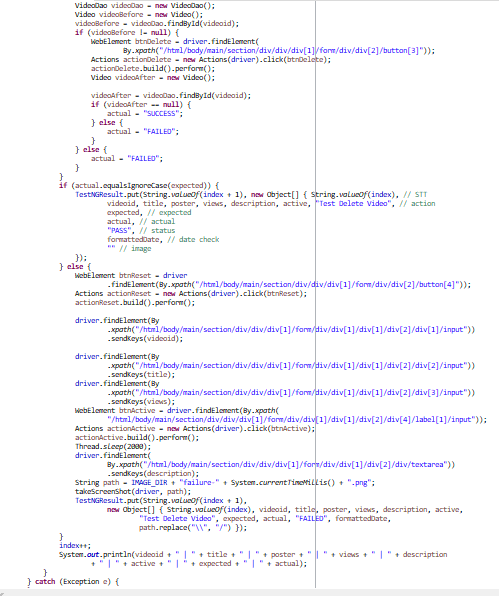 VideoDao videoDao = new VideoDao();
Video videoBefore = new Video();
videoBefore = videoDao.findById(videoid);
if (videoBefore != null) {
WebElement btnDelete = driver.findElement(
By.xpath("/html/body/main/section/div/div/div[1]/form/div/div[2]/button[3]"));
Actions actionDelete = new Actions(driver).click(btnDelete);
actionDelete.build().perform();
Video videoAfter = new Video();
videoAfter = videoDao.findById(videoid);
if (videoAfter == null) {
actual = "SUCCESS";
} else {
actual = "FAILED";
}
} else {
actual = "FAILED";
}
}
if (actual.equalsIgnoreCase(expected)) {
TestNGResult.put(String.valueOf(index + 1), new Object[] { String.valueOf(index), // STT
videoid, title, poster, views, description, active, "Test Delete Video", // action
expected, // expected
actual, // actual
"PASS", // status
formattedDate, // date check
"" // image
});
} else {
WebElement btnReset = driver
.findElement(By.xpath("/html/body/main/section/div/div/div[1]/form/div/div[2]/button[4]"));
Actions actionReset = new Actions(driver).click(btnReset);
actionReset.build().perform();
driver.findElement(By
.xpath("/html/body/main/section/div/div/div[1]/form/div/div[1]/div[1]/div[2]/div[1]/input"))
.sendKeys(videoid);
driver.findElement(By
.xpath("/html/body/main/section/div/div/div[1]/form/div/div[1]/div[1]/div[2]/div[2]/input"))
.sendKeys(title);
driver.findElement(By
.xpath("/html/body/main/section/div/div/div[1]/form/div/div[1]/div[1]/div[2]/div[3]/input"))
.sendKeys(views);
WebElement btnActive = driver.findElement(By.xpath(
"/html/body/main/section/div/div/div[1]/form/div/div[1]/div[1]/div[2]/div[4]/label[1]/input"));
Actions actionActive = new Actions(driver).click(btnActive);
actionActive.build().perform();
Thread.sleep(2000);
driver.findElement(
By.xpath("/html/body/main/section/div/div/div[1]/form/div/div[1]/div[2]/div/textarea"))
.sendKeys(description);
String path = IMAGE_DIR + "failure-" + System.currentTimeMillis() + ".png";
takeScreenShot(driver, path);
TestNGResult.put(String.valueOf(index + 1),
new Object[] { String.valueOf(index), videoid, title, poster, views, description, active,
"Test Delete Video", expected, actual, "FAILED", formattedDate,
path.replace("\\", "/") });
}
index++;
System.out.println(videoid + " | " + title + " | " + poster + " | " + views + " | " + description
+ " | " + active + " | " + expected + " | " + actual);
}
} catch (Exception e) {